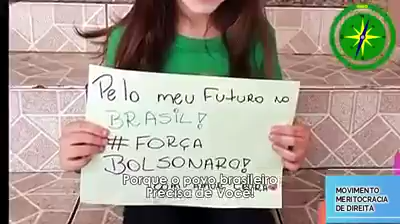 Pelo meu Futuro no
BRASIL!
# FORÇA
BOLSONARO!
Porque o povo brasileiro
Precisa de Você!
MOVIMENTO
MERITOCRACIA
DE DIREITA